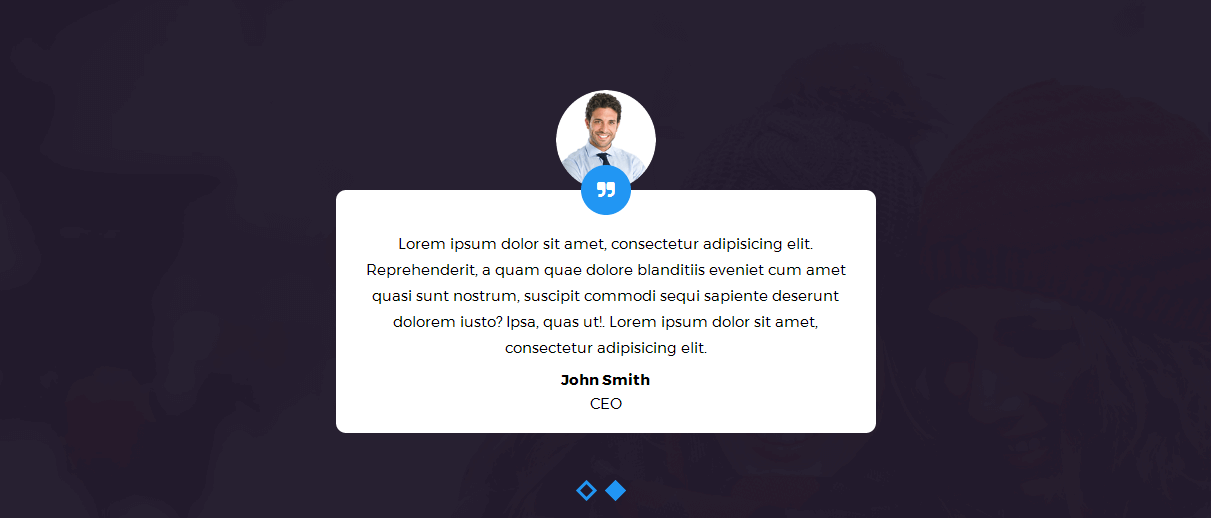 Lorem ipsum dolor sit amet, consectetur adipisicing elit.
Reprehenderit, a quam quae dolore blanditiis eveniet cum amet
quasi sunt nostrum, suscipit commodi sequi sapiente deserunt
dolorem iusto? Ipsa, quas ut!. Lorem ipsum dolor sit amet,
consectetur adipisicing elit.
John Smith
CEO